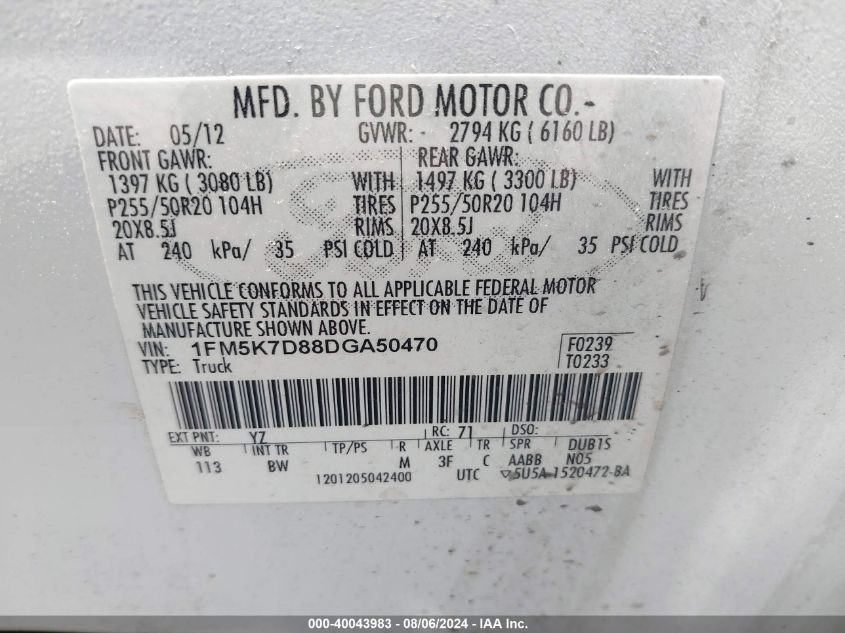 MFD. BY FORD MOTOR CO.-
DATE: 05/12 GVWR: - 2794 KG ( 6160 LB)
FRONT GAWR: REAR GAWR:
1397 KG ( 3080 LB) WITH 1497 KG ( 3300 LB) WITH
P255/50R20 104H TIRES P255/50R20 104H TIRES
20X8.5J RIMS 20X8.5J RIMS
AT 240 kPa/ 35 PSI COLD AT 240 kPa/ 35 PSI COLD
THIS VEHICLE CONFORMS TO ALL APPLICABLE FEDERAL MOTOR
VEHICLE SAFETY STANDARDS IN EFFECT ON THE DATE OF
MANUFACTURE SHOWN ABOVE.
VIN: 1FM5K7D88DGA50470 F0239
TYPE: Truck T0233
EXT PNT: YZ RC: 71 DSO:
WB INT TR TP/PS R AXLE TR SPR DUB1S
113 BW M 3F C AABB N05
1201205042400 UTC ▽5U5A-1520472-BA
000-40043983 - 08/06/2024 - IAA Inc.